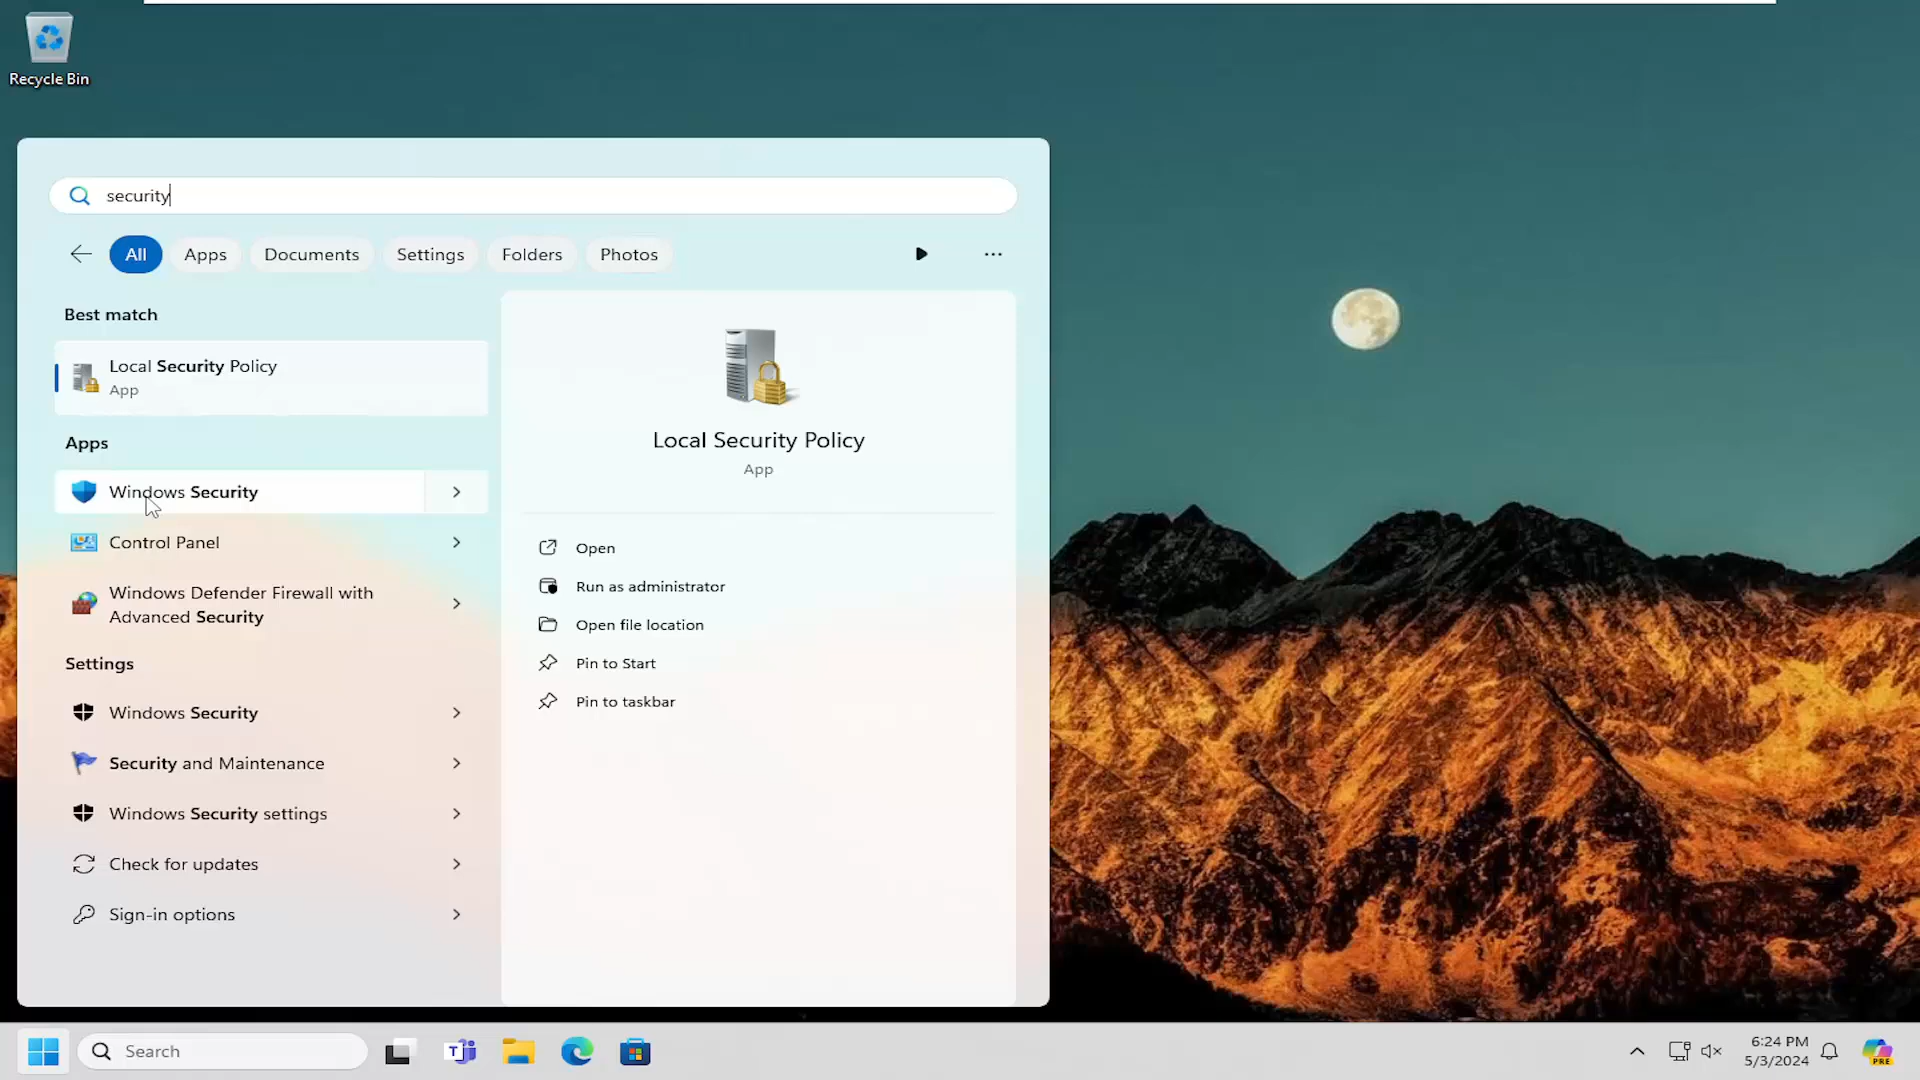 Recycle Bin
security
All
Apps
Documents
Settings
Folders
Photos
Best match
Local Security Policy
App
Apps
Windows Security
Control Panel
Windows Defender Firewall with
Advanced Security
Settings
Windows Security
Security and Maintenance
Windows Security settings
Check for updates
Sign-in options
Local Security Policy
App
Open
Run as administrator
Open file location
Pin to Start
Pin to taskbar
Search
6:24 PM
5/3/2024
PRE